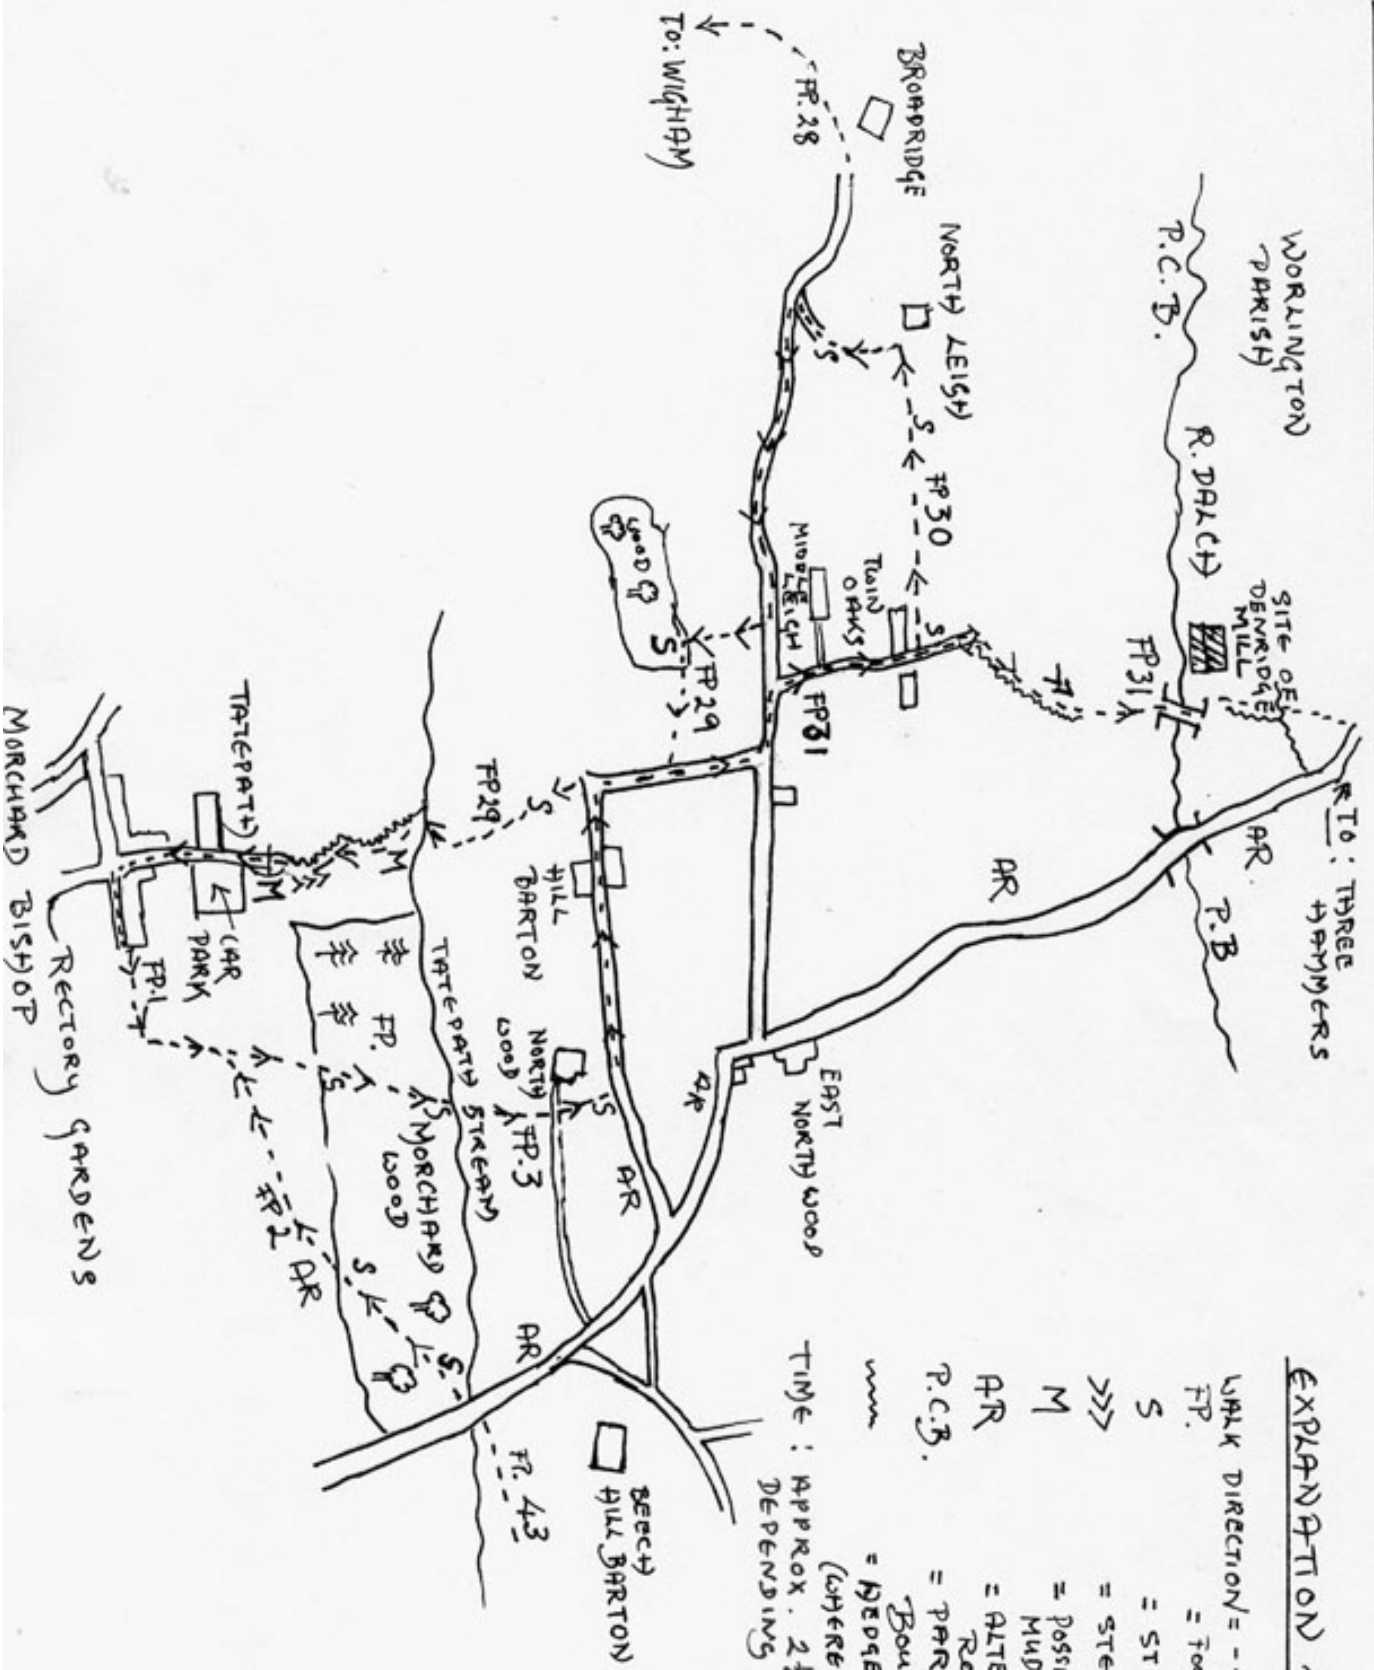 WORLINGTON
PARISH
TO: THREE
HAMMERS
SITE OF
DENRIDGE
MILL
R. DALCH
P.C.B.
AR
P.B
FP31
AR
BROADRIDGE
NORTH LEIGH
FP.28
TO: WIGHAM
S
S
FP30
S
TWIN
OAKS
MIDDLE
LEIGH
FP31
EAST
NORTHWOOD
AR
WOOD
S
FP29
FP29
S
HILL
BARTON
NORTH
WOOD
S
AR
FP.3
AR
BEECH
HILL BARTON
FP. 43
TATEPATH STREAM
M
FP.
S
MORCHARD
WOOD
S
S
S
FP2 AR
TATEPATH
M
CAR
PARK
FP.1
RECTORY GARDENS
MORCHARD BISHOP
EXPLANATION
WALK DIRECTION = -
FP. = FO
S = ST
>>> = STE
M = POSS
MUD
AR = ALTE
P.C.B. = PAR
BOU
= HEDGE
(WHERE
TIME : APPROX. 2
DEPENDING